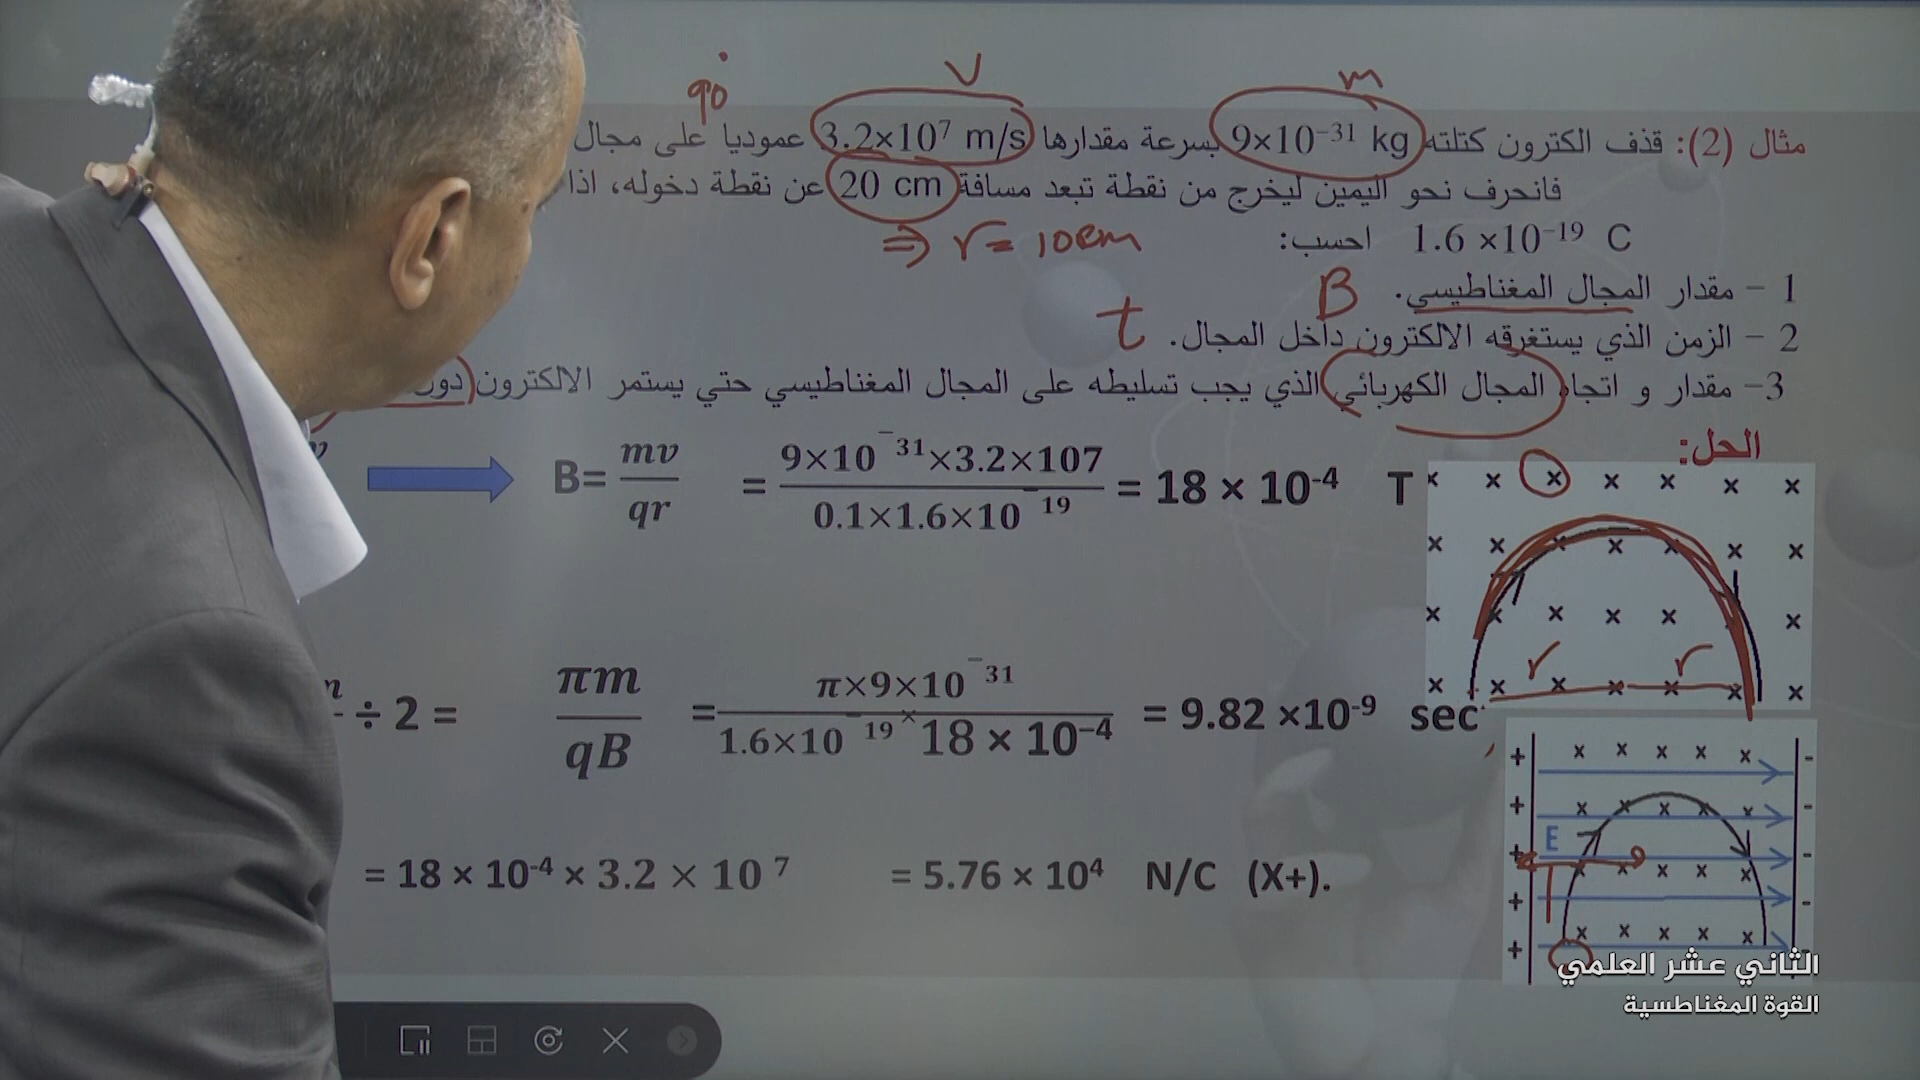 90° V m
مثال (2): قذف الكترون كتلته 9×10⁻³¹ kg بسرعة مقدارها 3.2×10⁷ m/s عموديا على مجال
فانحرف نحو اليمين ليخرج من نقطة تبعد مسافة 20 cm عن نقطة دخوله، اذا
1.6 ×10⁻¹⁹ C احسب:
⇒ r = 10cm
1 – مقدار المجال المغناطيسي. B
2 – الزمن الذي يستغرقه الالكترون داخل المجال. t
3– مقدار و اتجاه المجال الكهربائي الذي يجب تسليطه على المجال المغناطيسي حتي يستمر الالكترون دون
الحل:
B= mv/qr = 9×10⁻³¹×3.2×107 / 0.1×1.6×10⁻¹⁹ = 18 × 10⁻⁴ T
r r
÷ 2 = πm/qB = π×9×10⁻³¹ / 1.6×10⁻¹⁹ × 18 × 10⁻⁴ = 9.82 ×10⁻⁹ sec
= 18 × 10⁻⁴ × 3.2 × 10⁷ = 5.76 × 10⁴ N/C (X+).
E
الثاني عشر العلمي
القوة المغناطسية